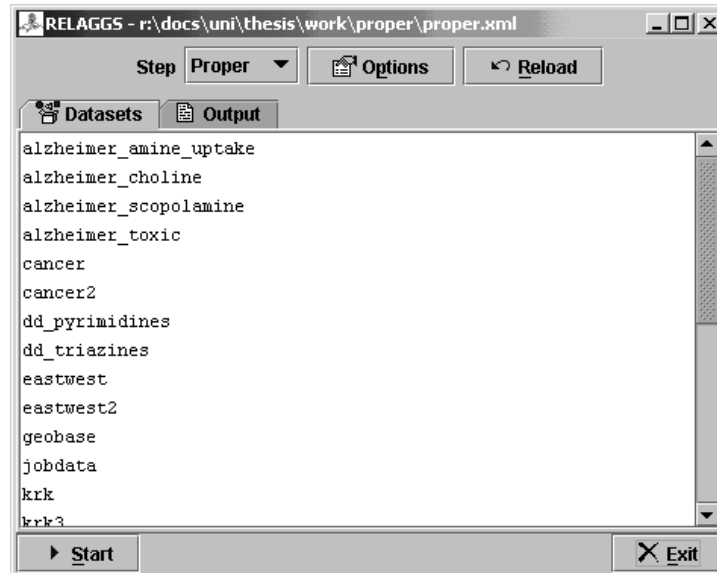 RELAGGS - r:\docs\uni\thesis\work\proper\proper.xml
Step Proper Options Reload
Datasets Output
alzheimer_amine_uptake
alzheimer_choline
alzheimer_scopolamine
alzheimer_toxic
cancer
cancer2
dd_pyrimidines
dd_triazines
eastwest
eastwest2
geobase
jobdata
krk
krk3
Start Exit